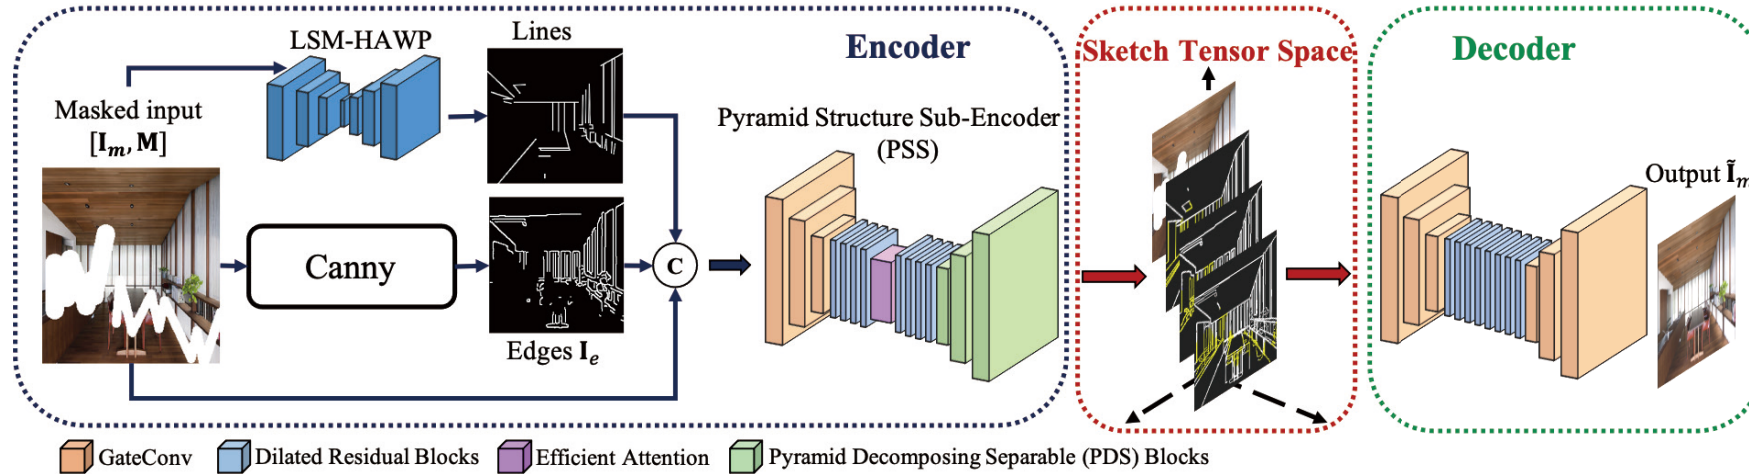 Encoder
Sketch Tensor Space
Decoder
LSM-HAWP
Lines
Masked input
[I_m, M]
Pyramid Structure Sub-Encoder
(PSS)
Output Ĩ_m
Canny
C
Edges I_e
GateConv
Dilated Residual Blocks
Efficient Attention
Pyramid Decomposing Separable (PDS) Blocks